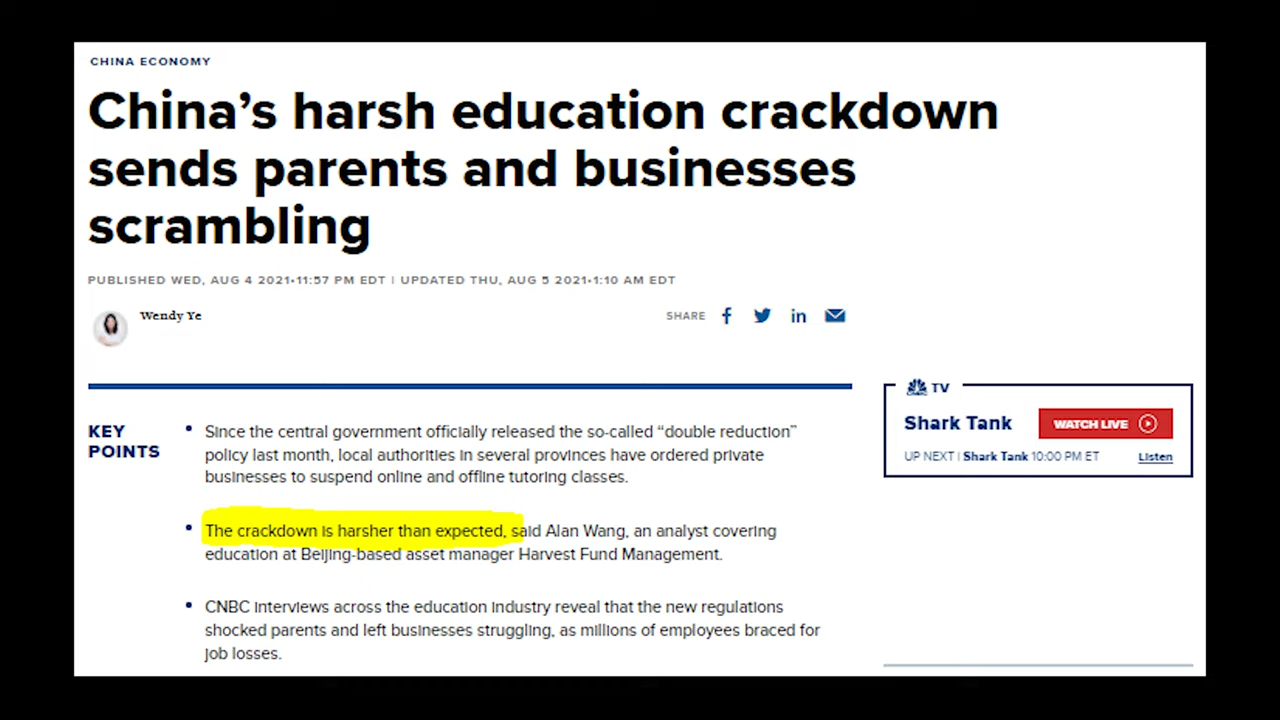 CHINA ECONOMY
China’s harsh education crackdown
sends parents and businesses
scrambling
PUBLISHED WED, AUG 4 2021•11:57 PM EDT | UPDATED THU, AUG 5 2021•1:10 AM EDT
Wendy Ye
SHARE
KEY
POINTS
• Since the central government officially released the so-called “double reduction”
policy last month, local authorities in several provinces have ordered private
businesses to suspend online and offline tutoring classes.
• The crackdown is harsher than expected, said Alan Wang, an analyst covering
education at Beijing-based asset manager Harvest Fund Management.
• CNBC interviews across the education industry reveal that the new regulations
shocked parents and left businesses struggling, as millions of employees braced for
job losses.
CNBC TV
Shark Tank
WATCH LIVE
UP NEXT | Shark Tank 10:00 PM ET
Listen